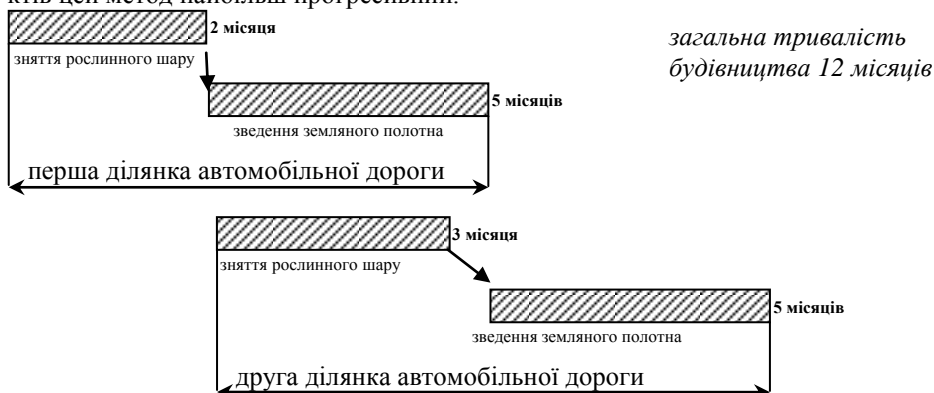 ктів цей метод найбільш прогресивний.
2 місяця
зняття рослинного шару
загальна тривалість
будівництва 12 місяців
5 місяців
зведення земляного полотна
перша ділянка автомобільної дороги
3 місяця
зняття рослинного шару
5 місяців
зведення земляного полотна
друга ділянка автомобільної дороги